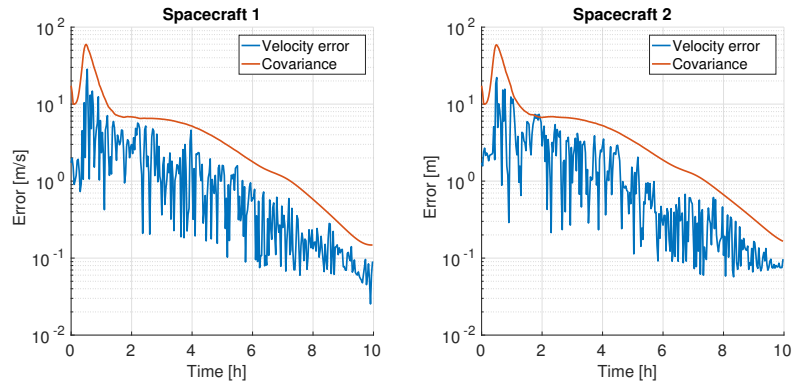 Spacecraft 1
Velocity error
Covariance
Error [m/s]
10^2
10^1
10^0
10^-1
10^-2
0 2 4 6 8 10
Time [h]
Spacecraft 2
Velocity error
Covariance
Error [m]
10^2
10^1
10^0
10^-1
10^-2
0 2 4 6 8 10
Time [h]